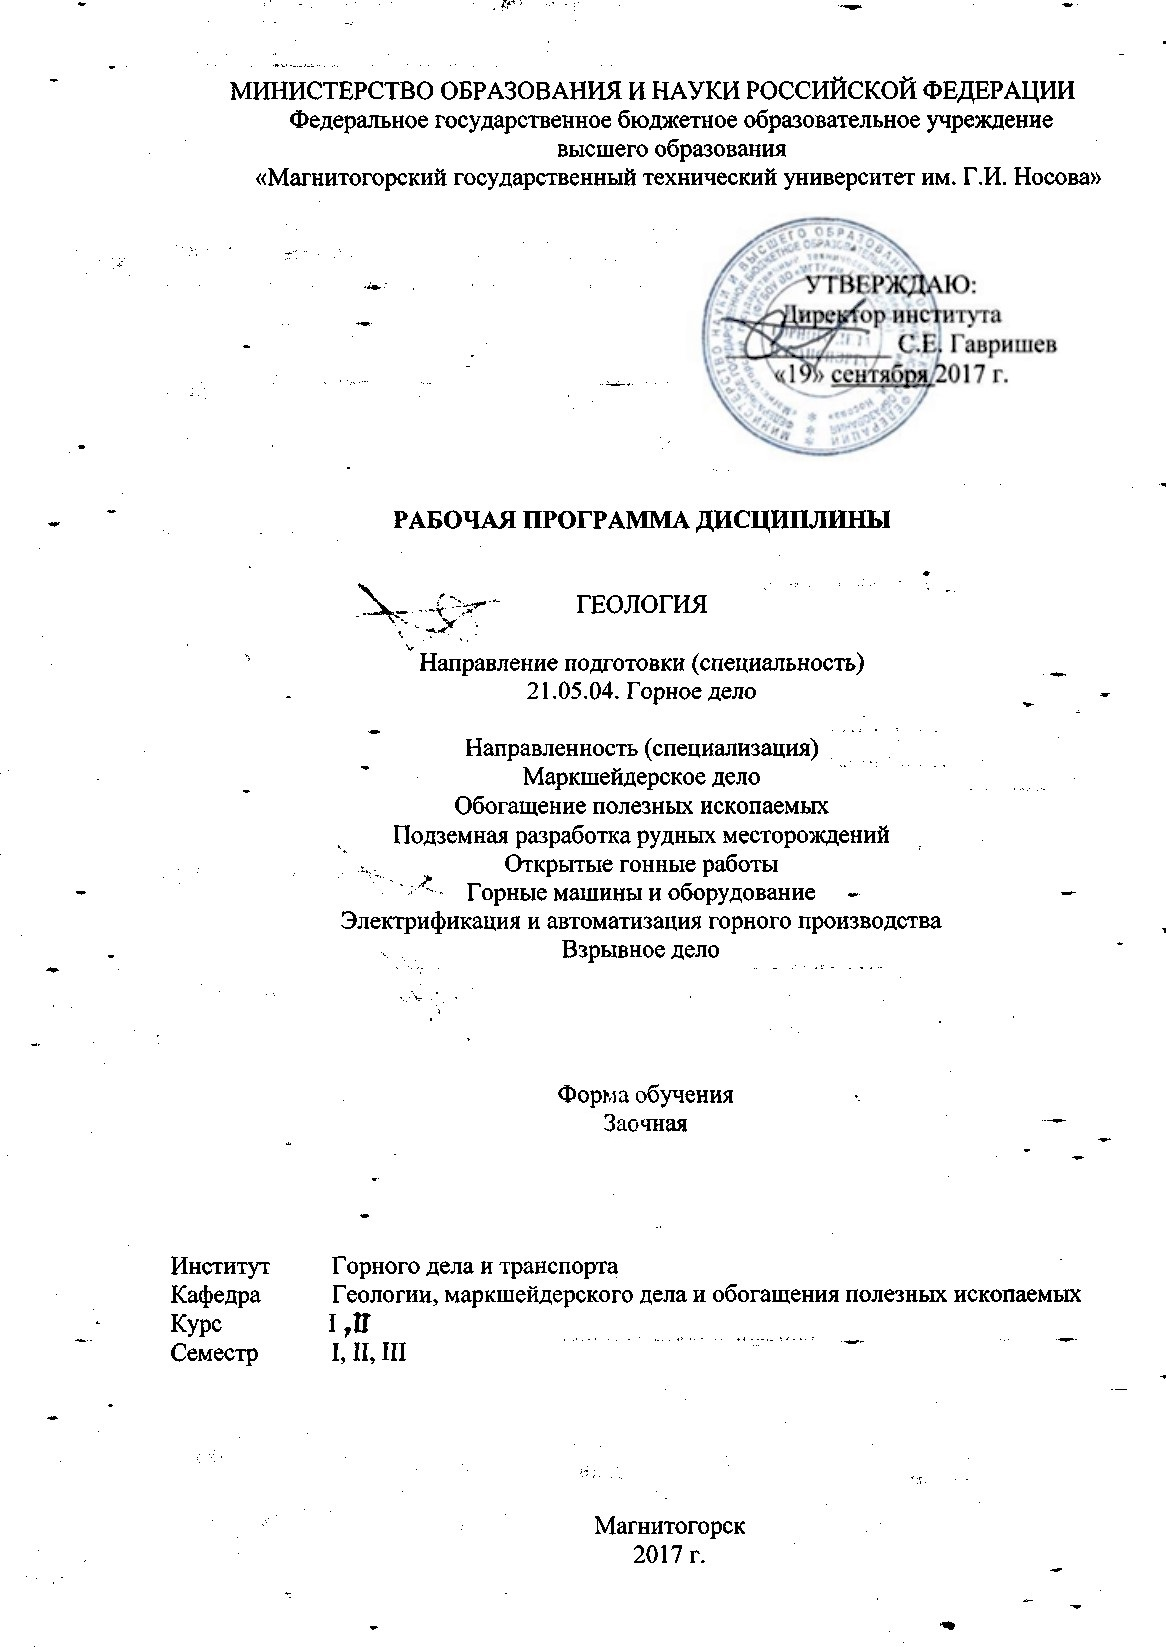 МИНИСТЕРСТВО ОБРАЗОВАНИЯ И НАУКИ РОССИЙСКОЙ ФЕДЕРАЦИИ
Федеральное государственное бюджетное образовательное учреждение
высшего образования
«Магнитогорский государственный технический университет им. Г.И. Носова»
УТВЕРЖДАЮ:
Директор института
С.Е. Гавришев
«19» сентября 2017 г.
РАБОЧАЯ ПРОГРАММА ДИСЦИПЛИНЫ
ГЕОЛОГИЯ
Направление подготовки (специальность)
21.05.04. Горное дело
Направленность (специализация)
Маркшейдерское дело
Обогащение полезных ископаемых
Подземная разработка рудных месторождений
Открытые гонные работы
Горные машины и оборудование
Электрификация и автоматизация горного производства
Взрывное дело
Форма обучения
Заочная
Институт Горного дела и транспорта
Кафедра Геологии, маркшейдерского дела и обогащения полезных ископаемых
Курс I ,II
Семестр I, II, III
Магнитогорск
2017 г.